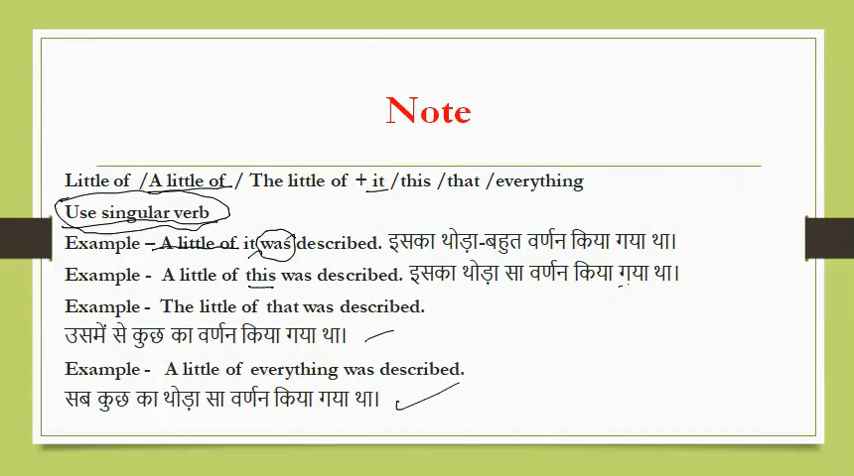 Note
Little of /A little of / The little of + it /this /that /everything
Use singular verb
Example – A little of it was described. इसका थोड़ा-बहुत वर्णन किया गया था।
Example - A little of this was described. इसका थोड़ा सा वर्णन किया गया था।
Example - The little of that was described.
उसमें से कुछ का वर्णन किया गया था।
Example - A little of everything was described.
सब कुछ का थोड़ा सा वर्णन किया गया था।